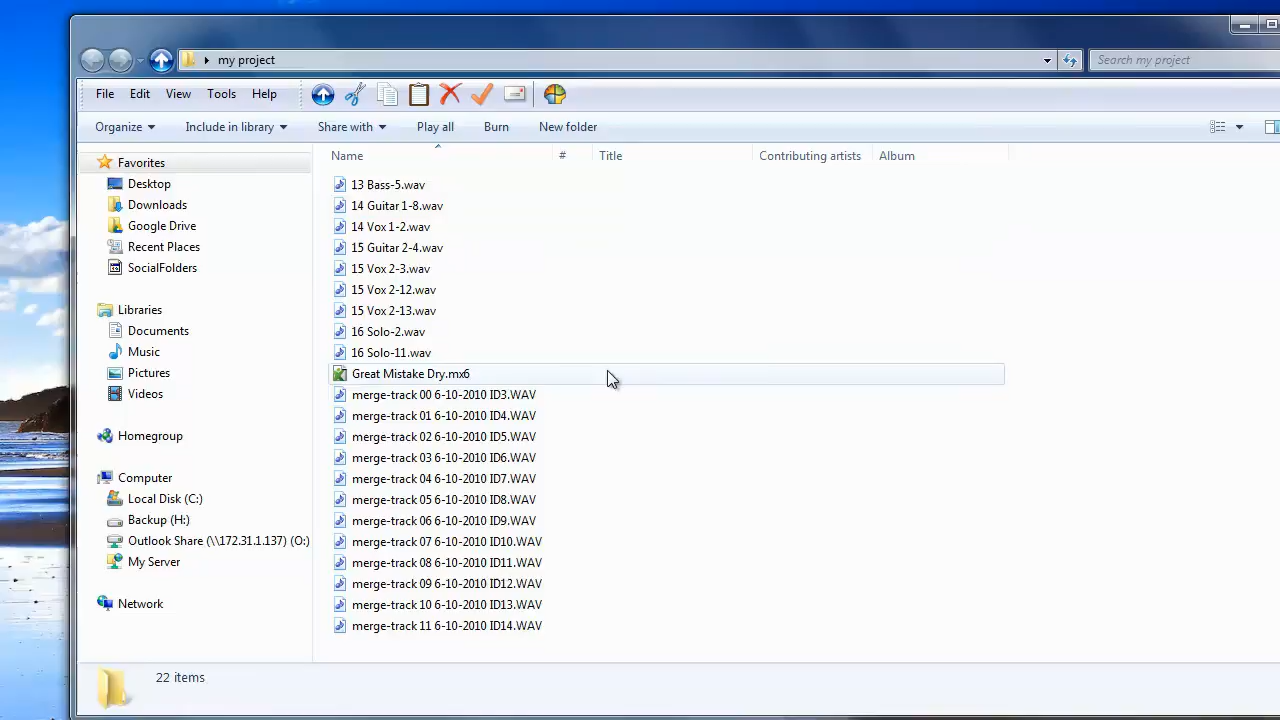 my project
Search my project
File Edit View Tools Help
Organize Include in library Share with Play all Burn New folder
Name # Title Contributing artists Album
Favorites
Desktop
Downloads
Google Drive
Recent Places
SocialFolders
Libraries
Documents
Music
Pictures
Videos
Homegroup
Computer
Local Disk (C:)
Backup (H:)
Outlook Share (\\172.31.1.137) (O:)
My Server
Network
13 Bass-5.wav
14 Guitar 1-8.wav
14 Vox 1-2.wav
15 Guitar 2-4.wav
15 Vox 2-3.wav
15 Vox 2-12.wav
15 Vox 2-13.wav
16 Solo-2.wav
16 Solo-11.wav
Great Mistake Dry.mx6
merge-track 00 6-10-2010 ID3.WAV
merge-track 01 6-10-2010 ID4.WAV
merge-track 02 6-10-2010 ID5.WAV
merge-track 03 6-10-2010 ID6.WAV
merge-track 04 6-10-2010 ID7.WAV
merge-track 05 6-10-2010 ID8.WAV
merge-track 06 6-10-2010 ID9.WAV
merge-track 07 6-10-2010 ID10.WAV
merge-track 08 6-10-2010 ID11.WAV
merge-track 09 6-10-2010 ID12.WAV
merge-track 10 6-10-2010 ID13.WAV
merge-track 11 6-10-2010 ID14.WAV
22 items